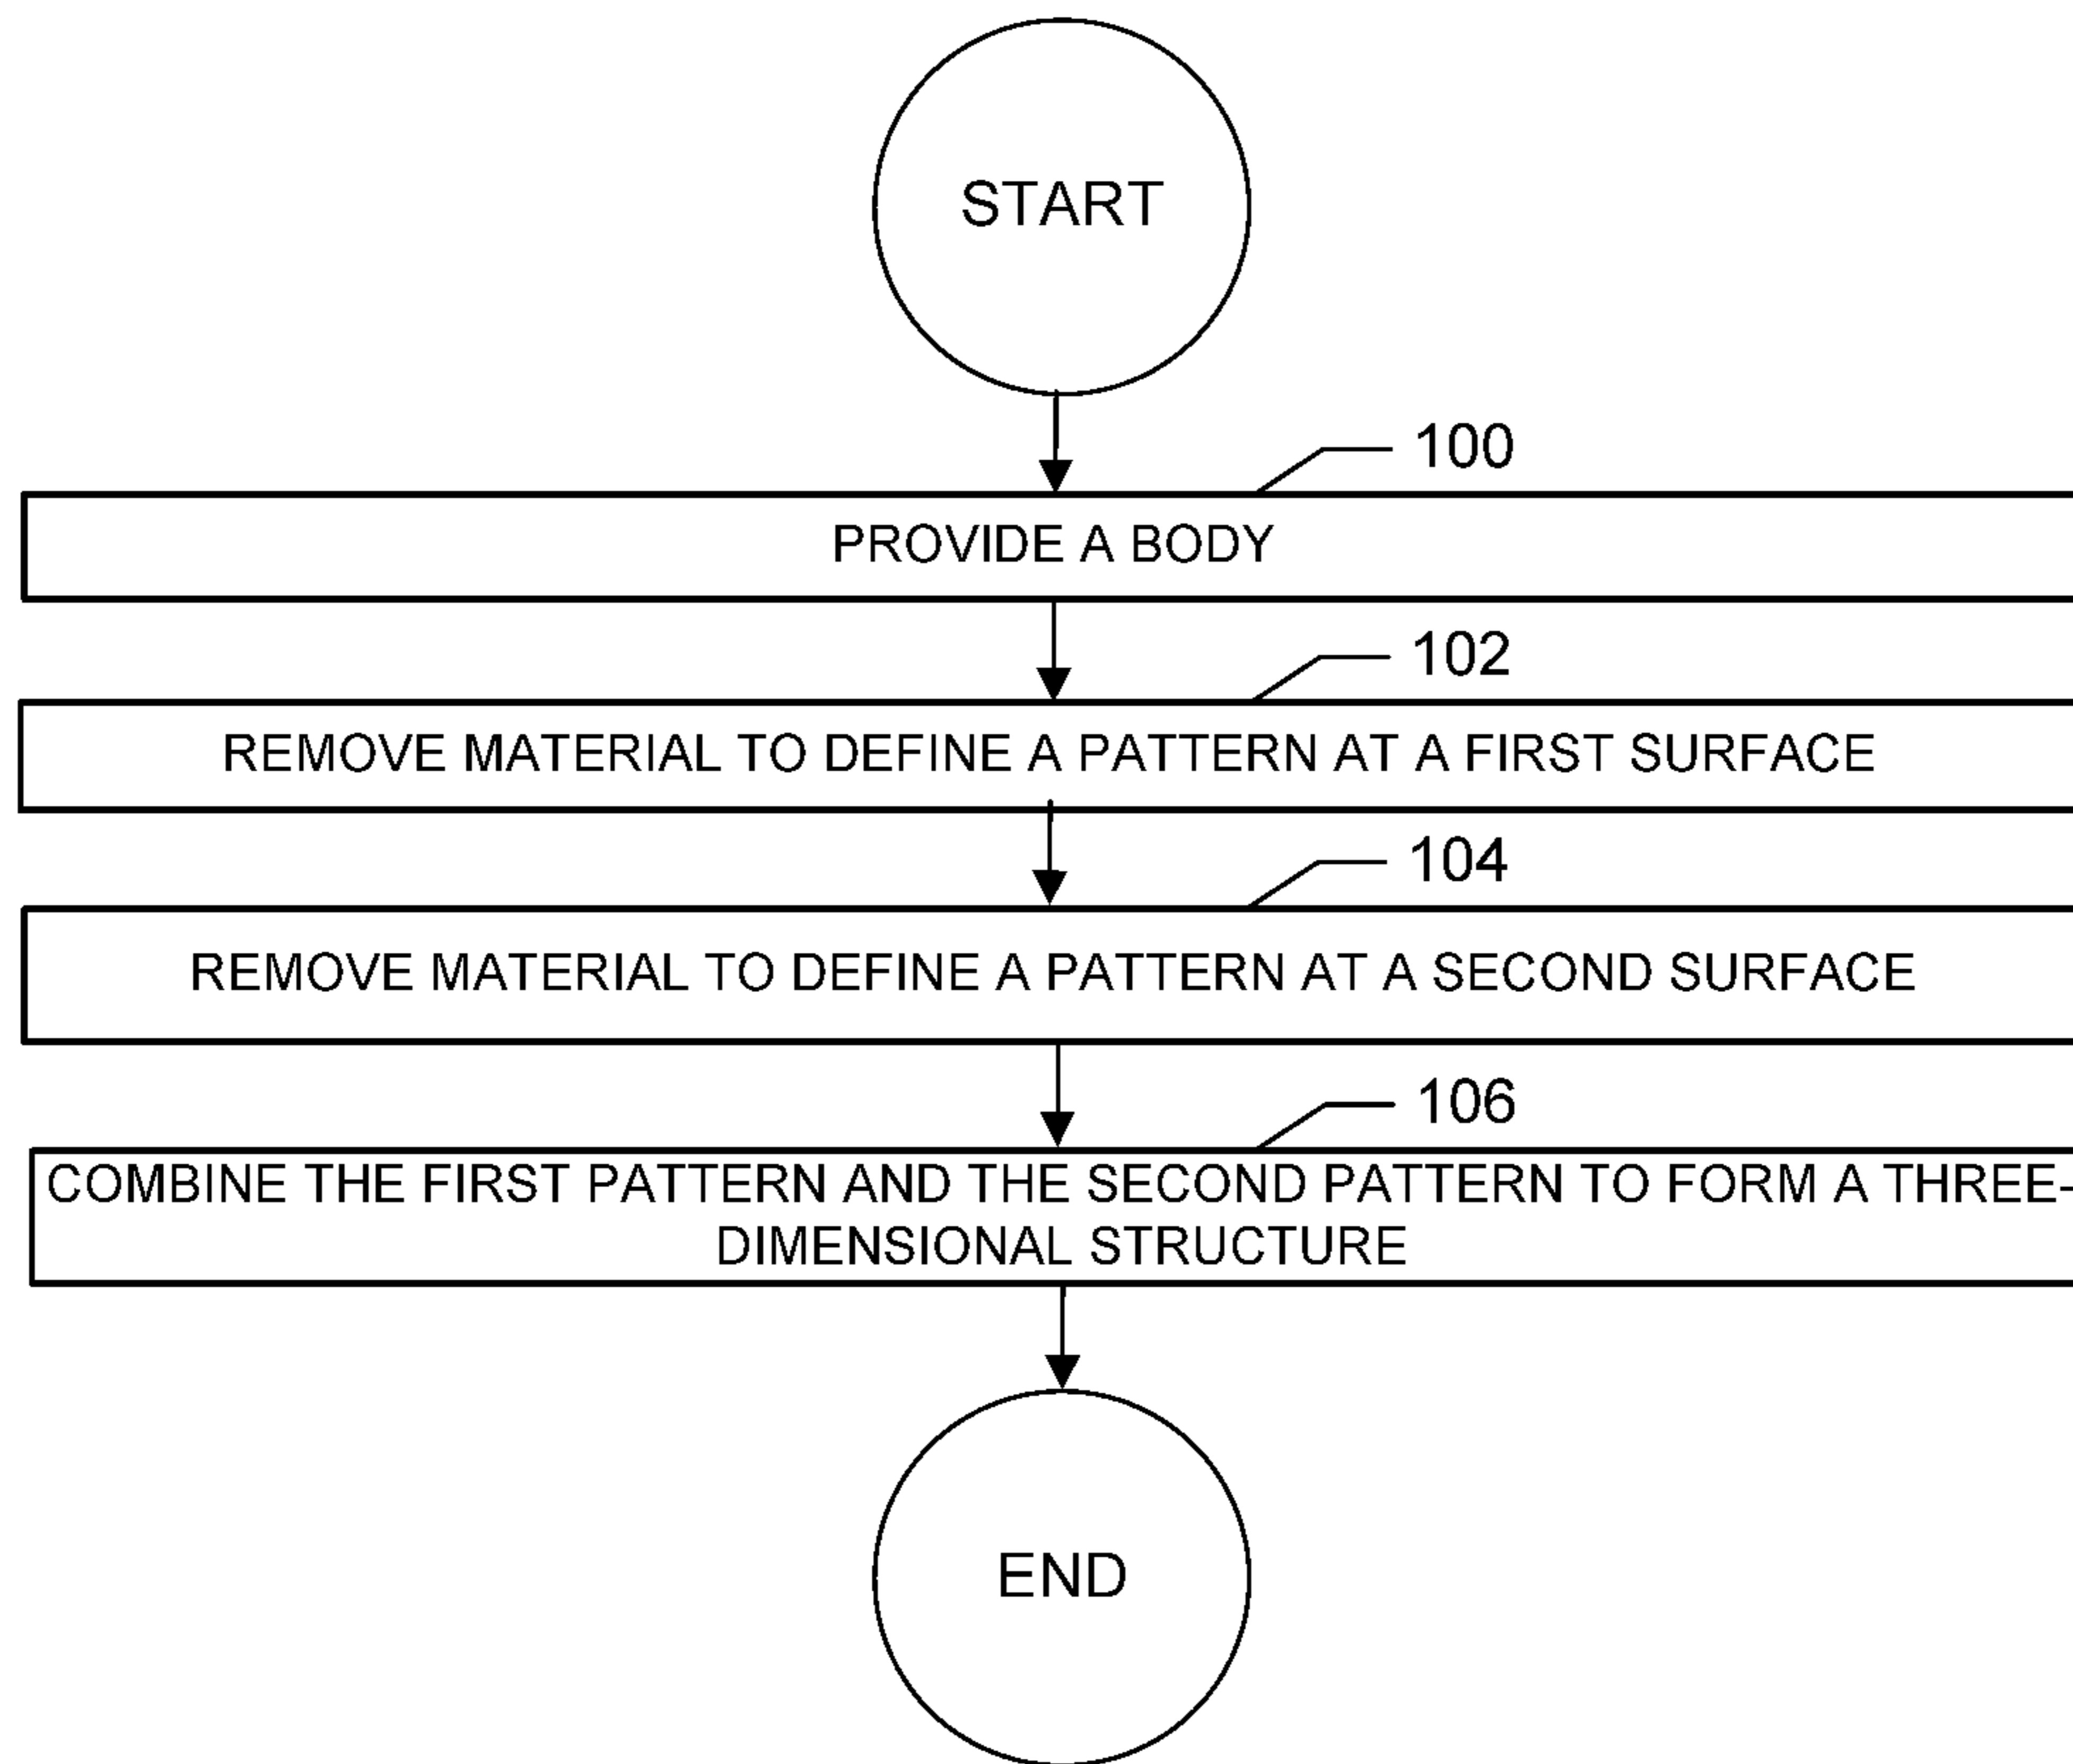 START
100
PROVIDE A BODY
102
REMOVE MATERIAL TO DEFINE A PATTERN AT A FIRST SURFACE
104
REMOVE MATERIAL TO DEFINE A PATTERN AT A SECOND SURFACE
106
COMBINE THE FIRST PATTERN AND THE SECOND PATTERN TO FORM A THREE-
DIMENSIONAL STRUCTURE
END